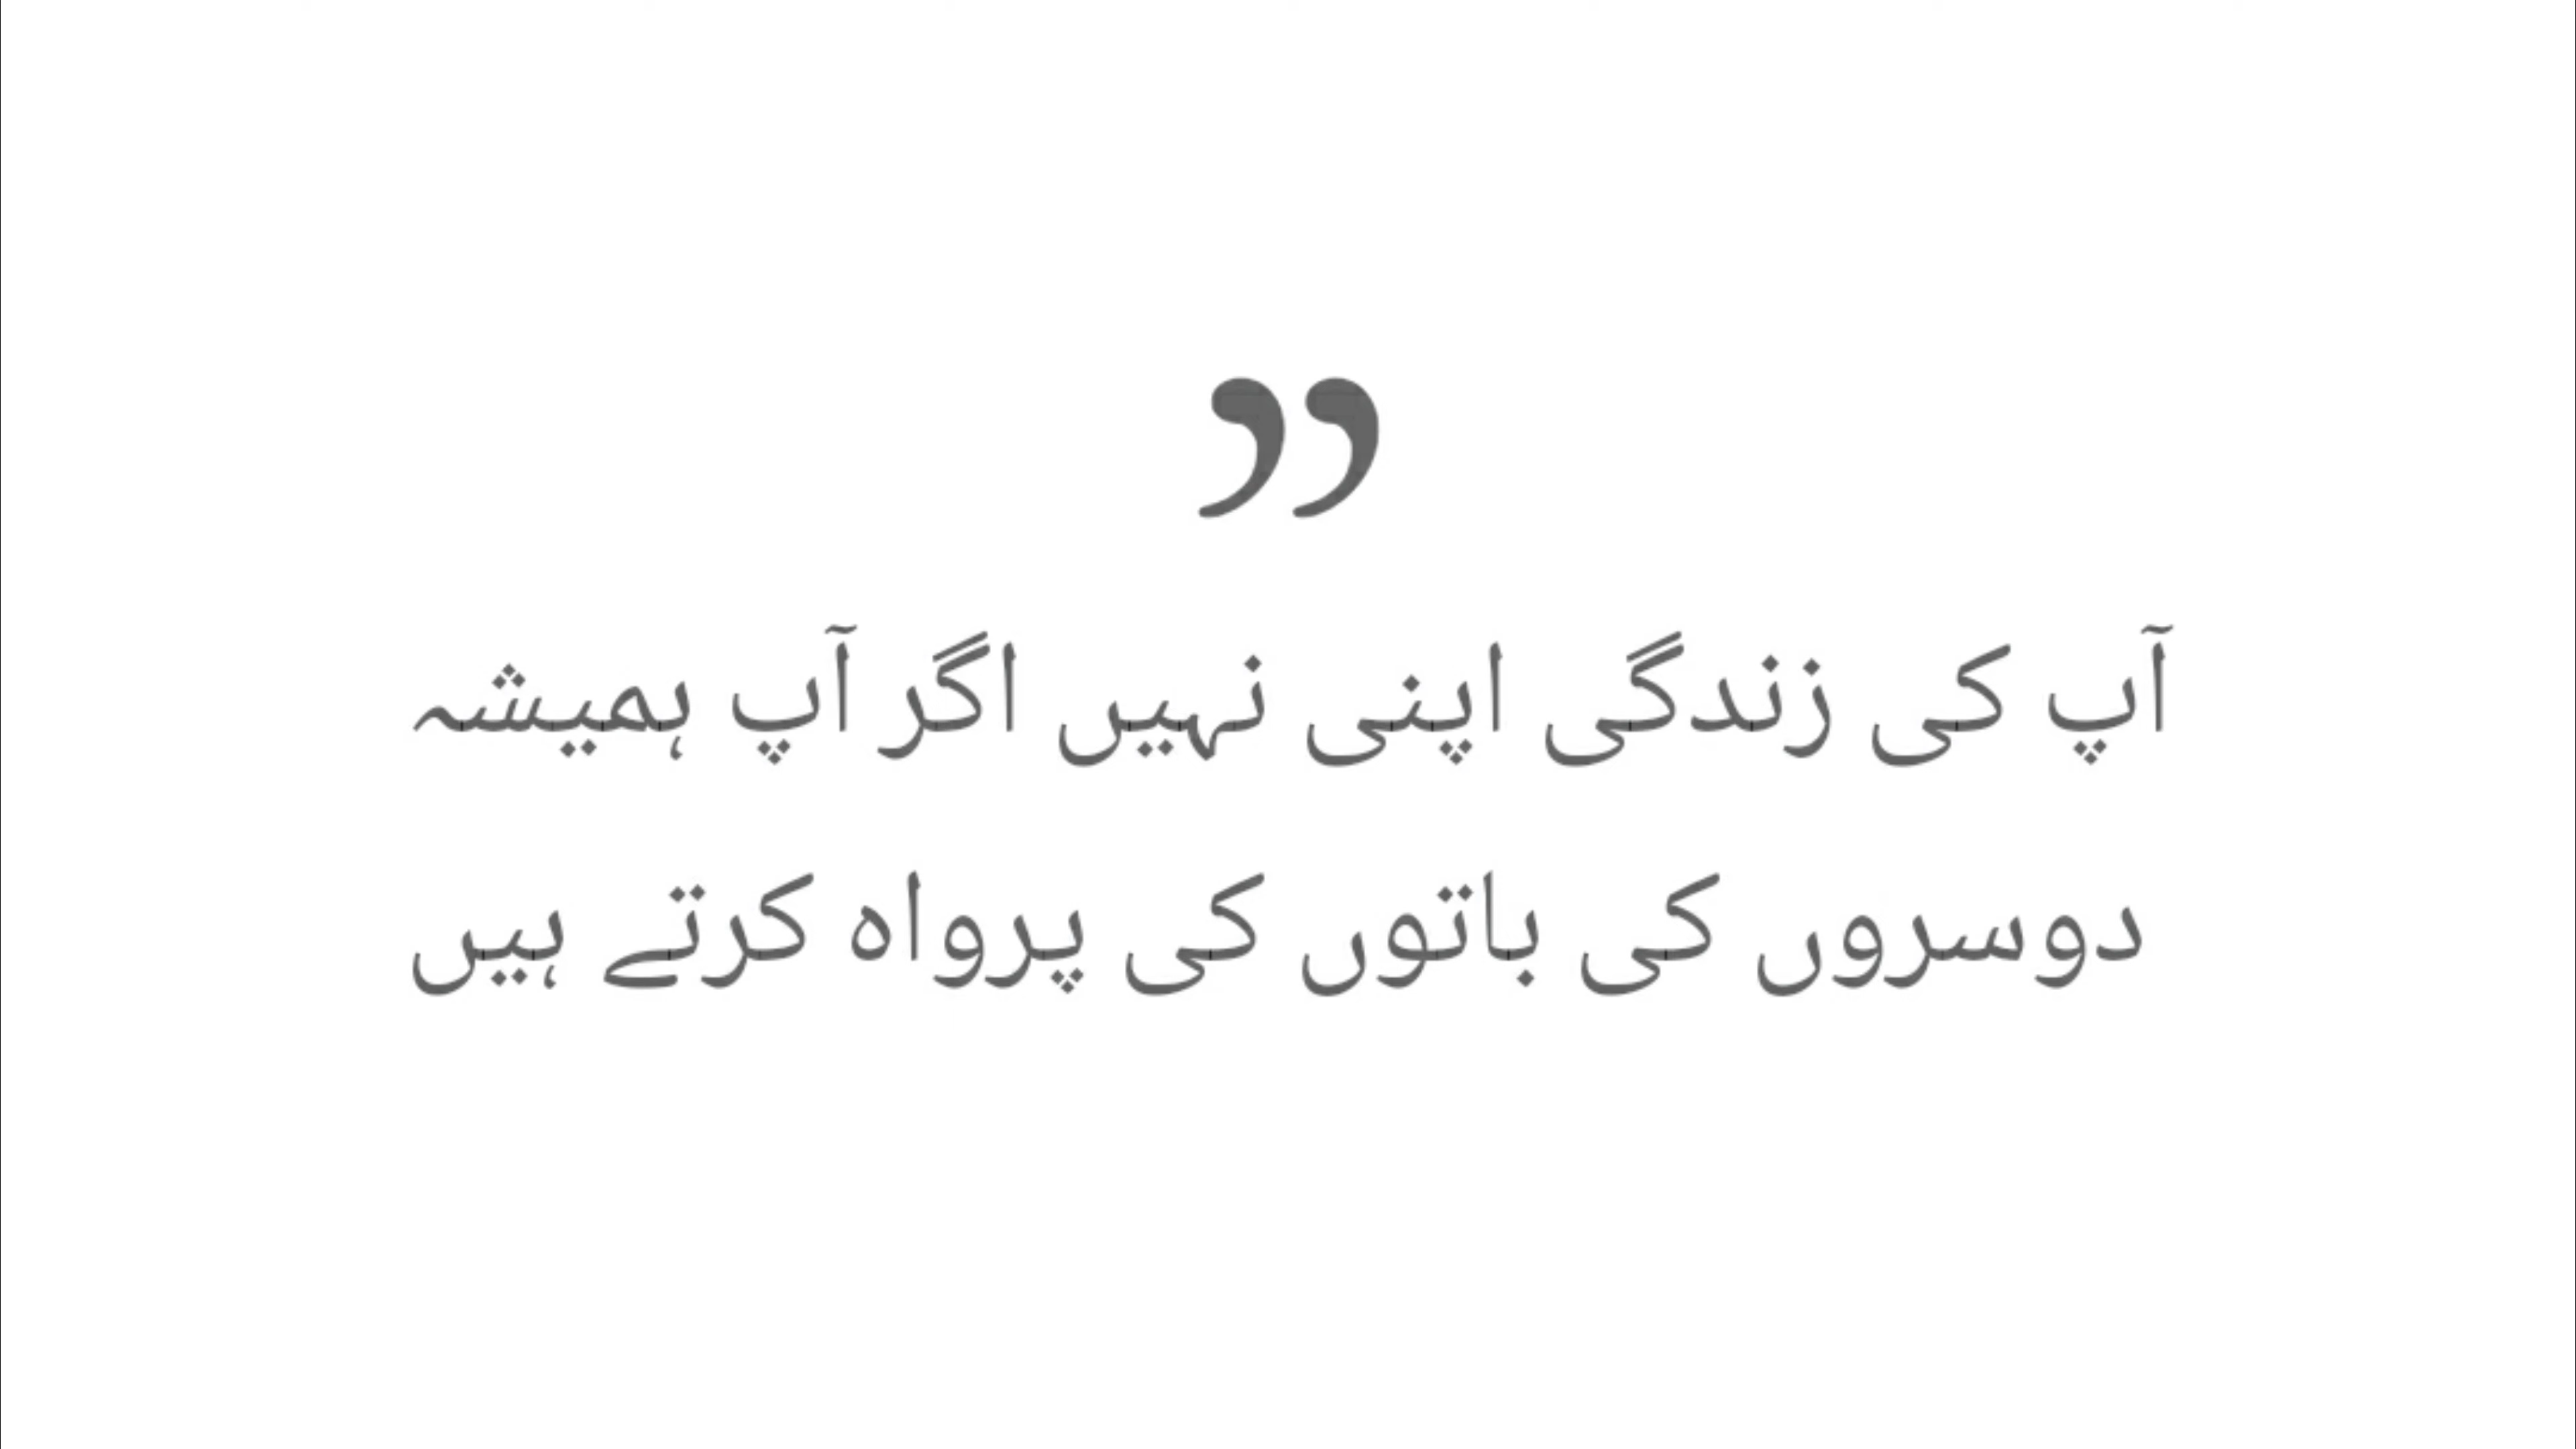 ”
آپ کی زندگی اپنی نہیں اگر آپ ہمیشہ
دوسروں کی باتوں کی پرواہ کرتے ہیں